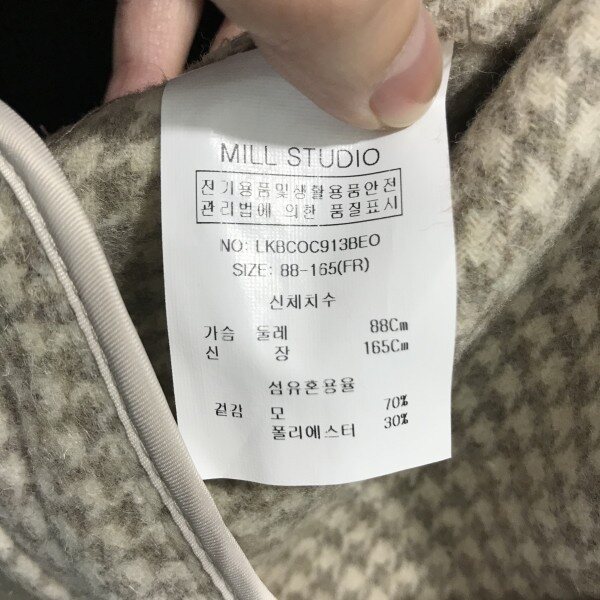 MILL STUDIO
전기용품및생활용품안전
관리법에 의한 품질표시
NO: LKBCOC913BEO
SIZE: 88-165(FR)
신체치수
가슴 둘레 88Cm
신 장 165Cm
섬유혼용율
겉감 모 70%
폴리에스터 30%